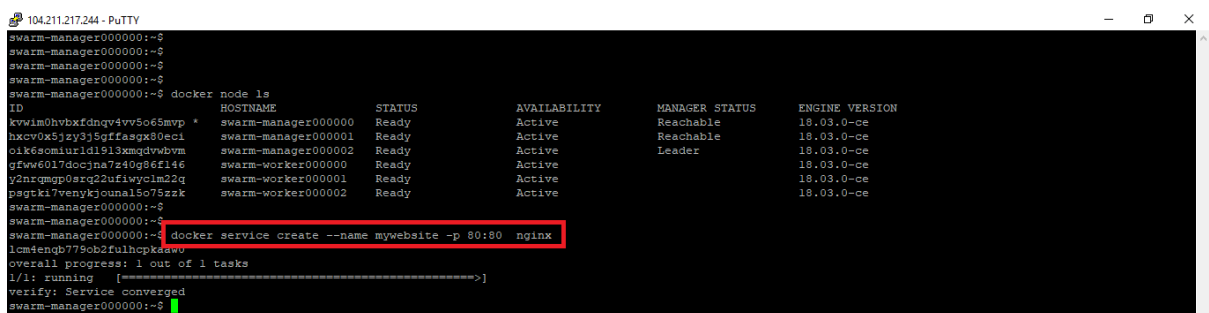 104.211.217.244 - PuTTY
swarm-manager000000:~$
swarm-manager000000:~$
swarm-manager000000:~$
swarm-manager000000:~$
swarm-manager000000:~$ docker node ls
ID HOSTNAME STATUS AVAILABILITY MANAGER STATUS ENGINE VERSION
kvwim0hvbxfdnqv4vv5o65mvp * swarm-manager000000 Ready Active Reachable 18.03.0-ce
hxcv0x5jzy3j5gffasgx80eci swarm-manager000001 Ready Active Reachable 18.03.0-ce
oik6somiurldl9l3xmqdvwbvm swarm-manager000002 Ready Active Leader 18.03.0-ce
gfww60l7docjna7z40g86fl46 swarm-worker000000 Ready Active 18.03.0-ce
y2nrqmgp0srq22ufiwyclm22q swarm-worker000001 Ready Active 18.03.0-ce
psgtki7venykjounal5o75zzk swarm-worker000002 Ready Active 18.03.0-ce
swarm-manager000000:~$
swarm-manager000000:~$
swarm-manager000000:~$ docker service create --name mywebsite -p 80:80 nginx
lcm4enqb779ob2fulhcpkaaw0
overall progress: 1 out of 1 tasks
1/1: running [==================================================>]
verify: Service converged
swarm-manager000000:~$